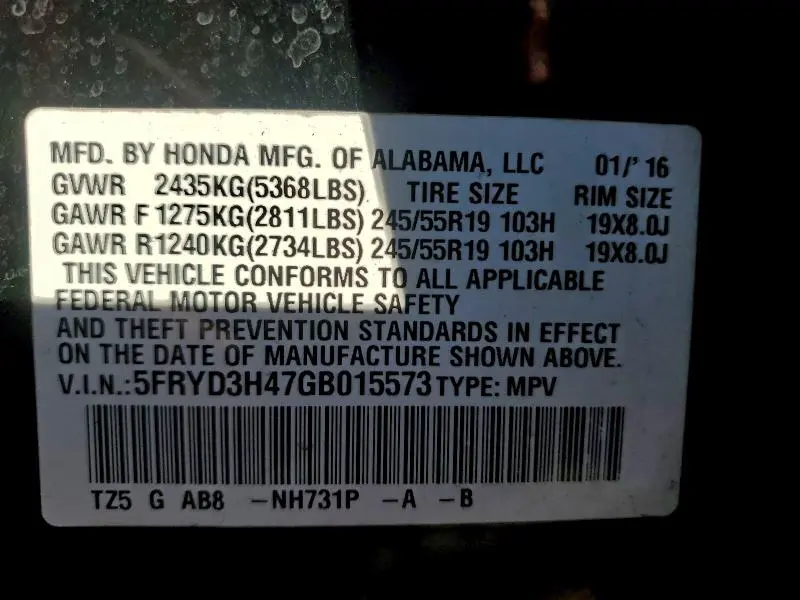 MFD. BY HONDA MFG. OF ALABAMA, LLC 01/'16
GVWR 2435KG(5368LBS) TIRE SIZE RIM SIZE
GAWR F1275KG(2811LBS) 245/55R19 103H 19X8.0J
GAWR R1240KG(2734LBS) 245/55R19 103H 19X8.0J
THIS VEHICLE CONFORMS TO ALL APPLICABLE
FEDERAL MOTOR VEHICLE SAFETY
AND THEFT PREVENTION STANDARDS IN EFFECT
ON THE DATE OF MANUFACTURE SHOWN ABOVE.
V.I.N.:5FRYD3H47GB015573 TYPE: MPV
TZ5 G AB8 -NH731P -A -B